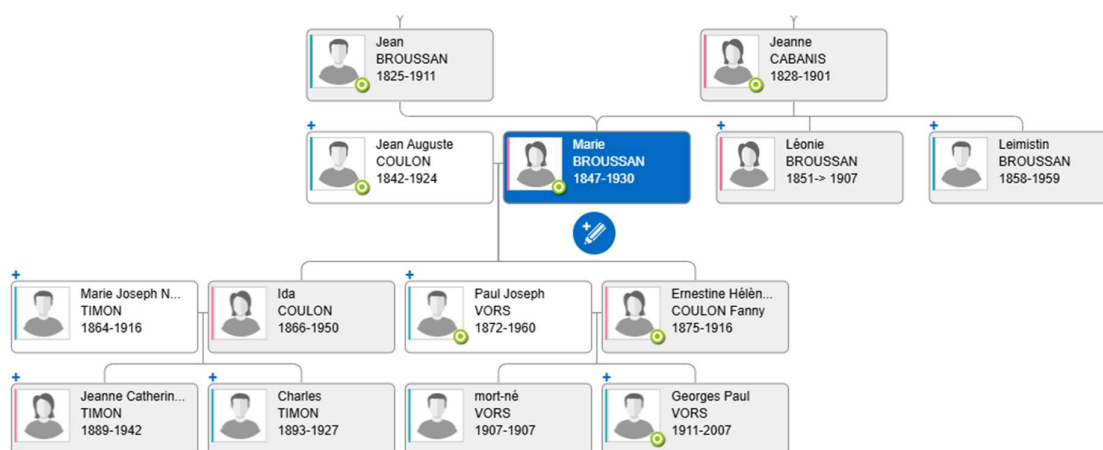 Jean
BROUSSAN
1825-1911
Jeanne
CABANIS
1828-1901
Jean Auguste
COULON
1842-1924
Marie
BROUSSAN
1847-1930
Léonie
BROUSSAN
1851-> 1907
Leimistin
BROUSSAN
1858-1959
Marie Joseph N...
TIMON
1864-1916
Ida
COULON
1866-1950
Paul Joseph
VORS
1872-1960
Ernestine Hélèn...
COULON Fanny
1875-1916
Jeanne Catherin...
TIMON
1889-1942
Charles
TIMON
1893-1927
mort-né
VORS
1907-1907
Georges Paul
VORS
1911-2007